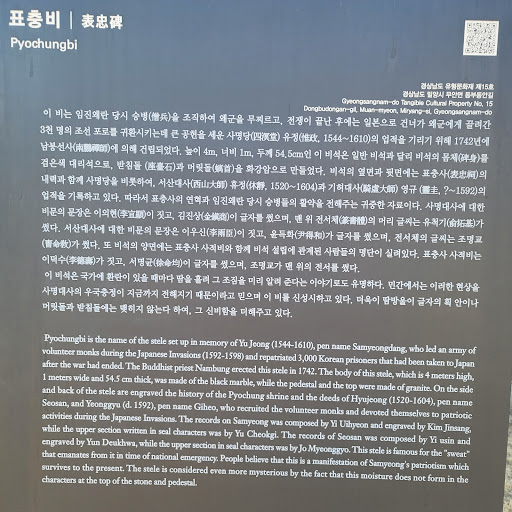 표충비 | 表忠碑
Pyochungbi
경상남도 유형문화재 제15호
경상남도 밀양시 무안면 동부동안길
Gyeongsangnam-do Tangible Cultural Property No, 15
Dongbudongan-gil, Muan-myeon, Miryang-si, Gyeongsangnam-do
이 비는 임진왜란 당시 승병(僧兵)을 조직하여 왜군을 무찌르고, 전쟁이 끝난 후에는 일본으로 건너가 왜군에게 끌려간
3천 명의 조선 포로를 귀환시키는데 큰 공헌을 세운 사명당(四溟堂) 유정(惟政, 1544~1610)의 업적을 기리기 위해 1742년에
남붕선사(南鵬禪師)에 의해 건립되었다. 높이 4m, 너비 1m, 두께 54,5cm인 이 비석은 일반 비석과 달리 비석의 몸체(碑身)를
검은색 대리석으로, 받침돌 (座臺石)과 머릿돌(螭首)을 화강암으로 만들었다. 비석의 옆면과 뒷면에는 표충사(表忠祠)의
내력과 함께 사명당을 비롯하여, 서산대사(西山大師) 휴정(休靜, 1520~1604)과 기허대사(騎虛大師) 영규 (靈圭, ?~1592)의
업적을 기록하고 있다. 따라서 표충사의 연혁과 임진왜란 당시 승병들의 활약을 전해주는 귀중한 자료이다. 사명대사에 대한
비문의 문장은 이의현(李宜顯)이 짓고, 김진상(金鎭商)이 글자를 썼으며, 맨 위 전서체(篆書體)의 머리 글씨는 유척기(兪拓基)가
썼다. 서산대사에 대한 비문의 문장은 이우신(李雨臣)이 짓고, 윤득화(尹得和)가 글자를 썼으며, 전서체의 글씨는 조명교
(曺命敎)가 썼다. 또 비석의 양면에는 표충사 사적비와 함께 비석 설립에 관계된 사람들의 명단이 실려있다. 표충사 사적비는
이덕수(李德壽)가 짓고, 서명균(徐命均)이 글자를 썼으며, 조명교가 맨 위의 전서를 썼다.
이 비석은 국가에 환란이 있을 때마다 땀을 흘려 그 조짐을 미리 알려 준다는 이야기로도 유명하다. 민간에서는 이러한 현상을
사명대사의 우국충정이 지금까지 전해지기 때문이라고 믿으며 이 비를 신성시하고 있다. 더욱이 땀방울이 글자의 획 안이나
머릿돌과 받침돌에는 맺히지 않는다 하여, 그 신비함을 더해주고 있다.
Pyochungbi is the name of the stele set up in memory of Yu Jeong (1544-1610), pen name Samyeongdang, who led an army of
volunteer monks during the Japanese Invasions (1592-1598) and repatriated 3,000 Korean prisoners that had been taken to Japan
after the war had ended. The Buddhist priest Nambung erected this stele in 1742. The body of this stele, which is 4 meters high,
1 meters wide and 54.5 cm thick, was made of the black marble, while the pedestal and the top were made of granite. On the side
and back of the stele are engraved the history of the Pyochung shrine and the deeds of Hyujeong (1520-1604), pen name
Seosan, and Yeonggyu (d. 1592), pen name Giheo, who recruited the volunteer monks and devoted themselves to patriotic
activities during the Japanese Invasions. The records on Samyeong was composed by Yi Uihyeon and engraved by Kim Jinsang,
while the upper section written in seal characters was by Yu Cheokgi. The records of Seosan was composed by Yi usin and
engraved by Yun Deukhwa, while the upper section in seal characters was by Jo Myeonggyo. This stele is famous for the "sweat"
that emanates from it in time of national emergency. People believe that this is a manifestation of Samyeong's patriotism which
survives to the present. The stele is considered even more mysterious by the fact that this moisture does not form in the
characters at the top of the stone and pedestal.